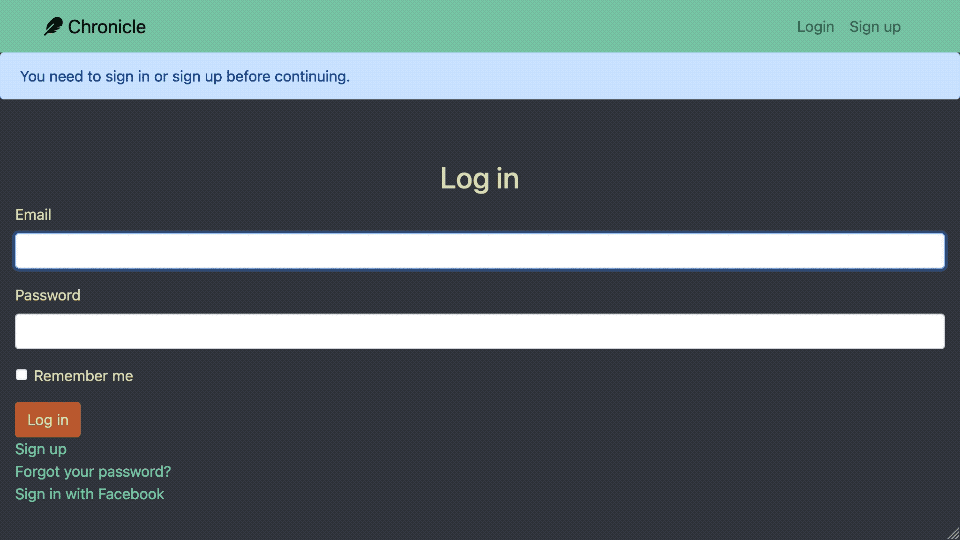 Chronicle
Login
Sign up
You need to sign in or sign up before continuing.
Log in
Email
Password
Remember me
Log in
Sign up
Forgot your password?
Sign in with Facebook